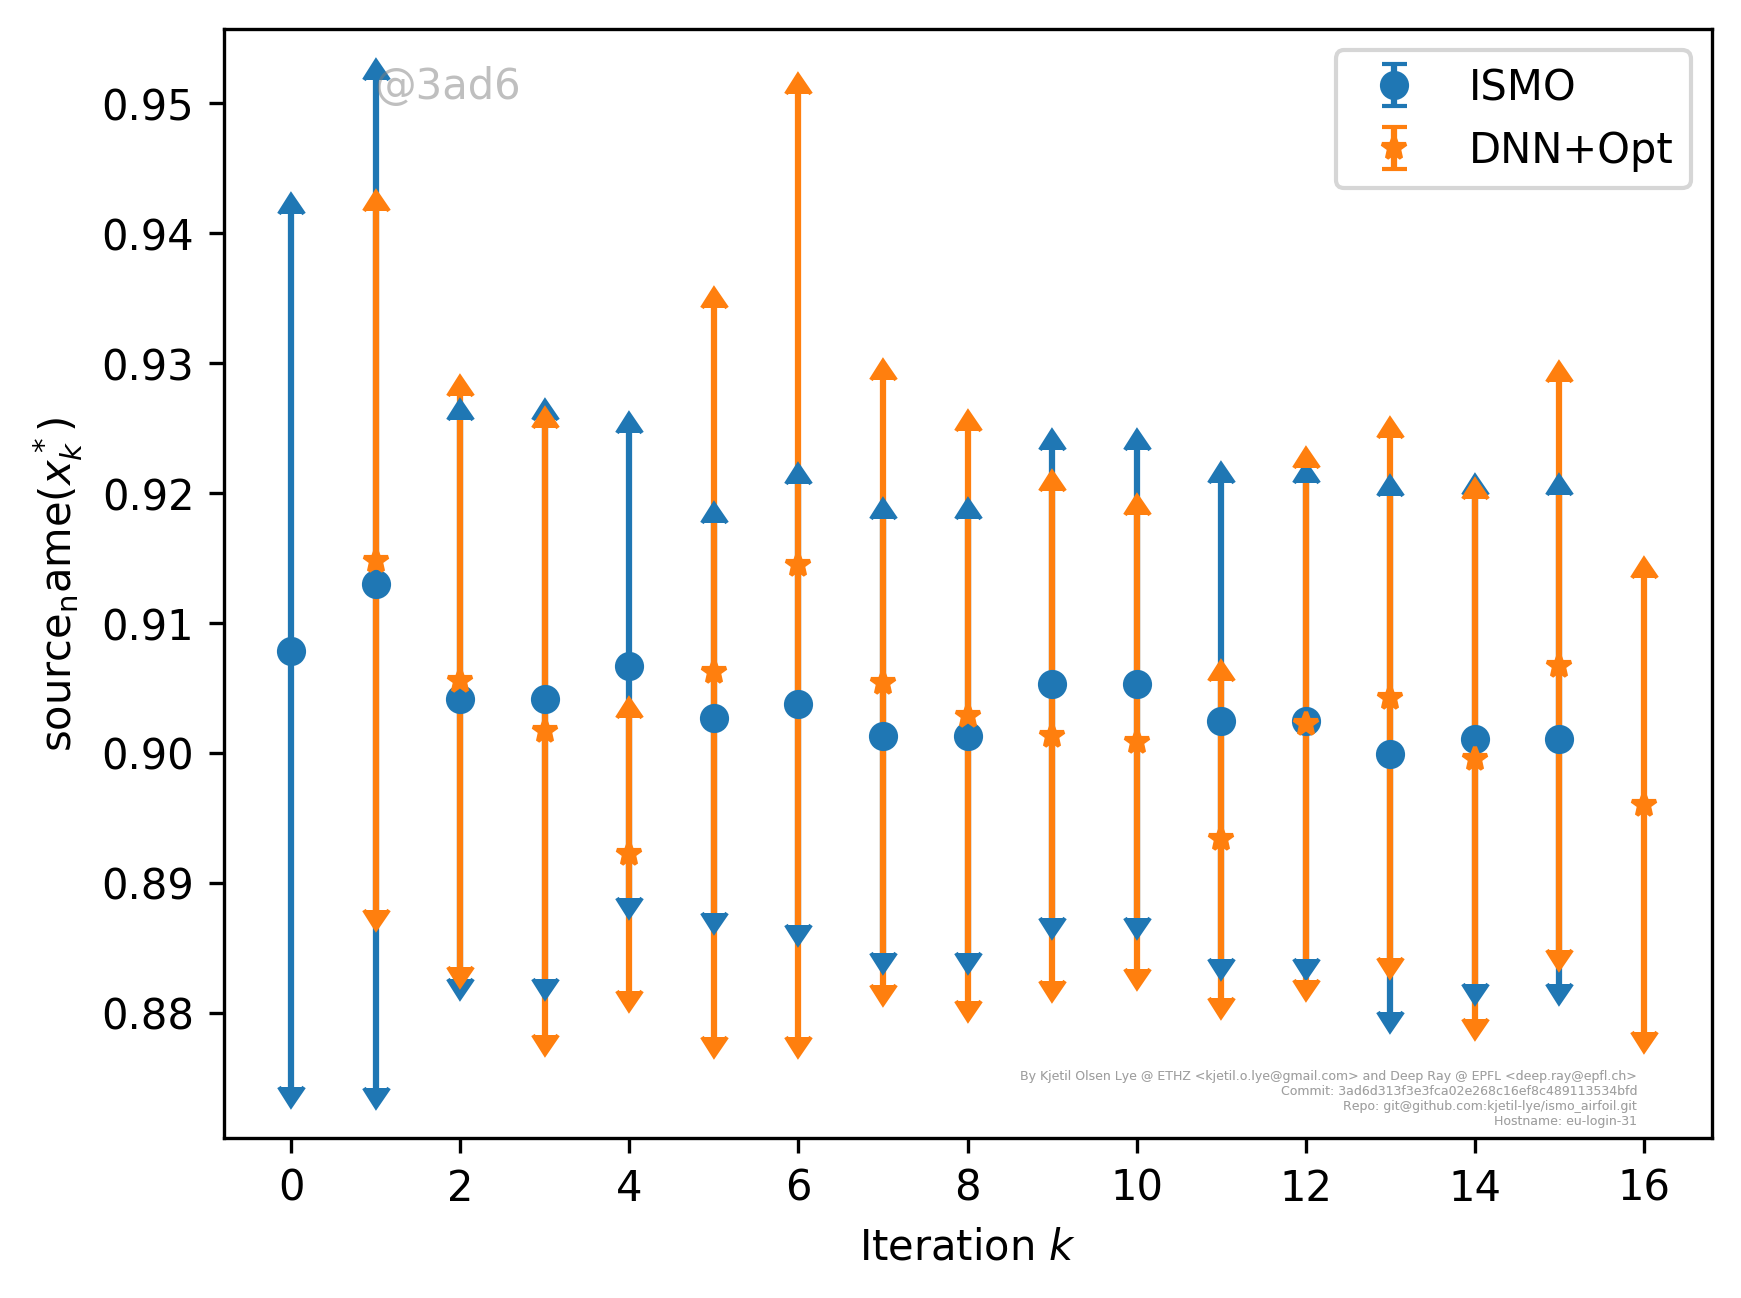 @3ad6
ISMO
DNN+Opt
0.95
0.94
0.93
0.92
0.91
0.90
0.89
0.88
source_name(x_k^*)
By Kjetil Olsen Lye @ ETHZ <kjetil.o.lye@gmail.com> and Deep Ray @ EPFL <deep.ray@epfl.ch>
Commit: 3ad6d313f3e3fca02e268c16ef8c489113534bfd
Repo: git@github.com:kjetil-lye/ismo_airfoil.git
Hostname: eu-login-31
0 2 4 6 8 10 12 14 16
Iteration k